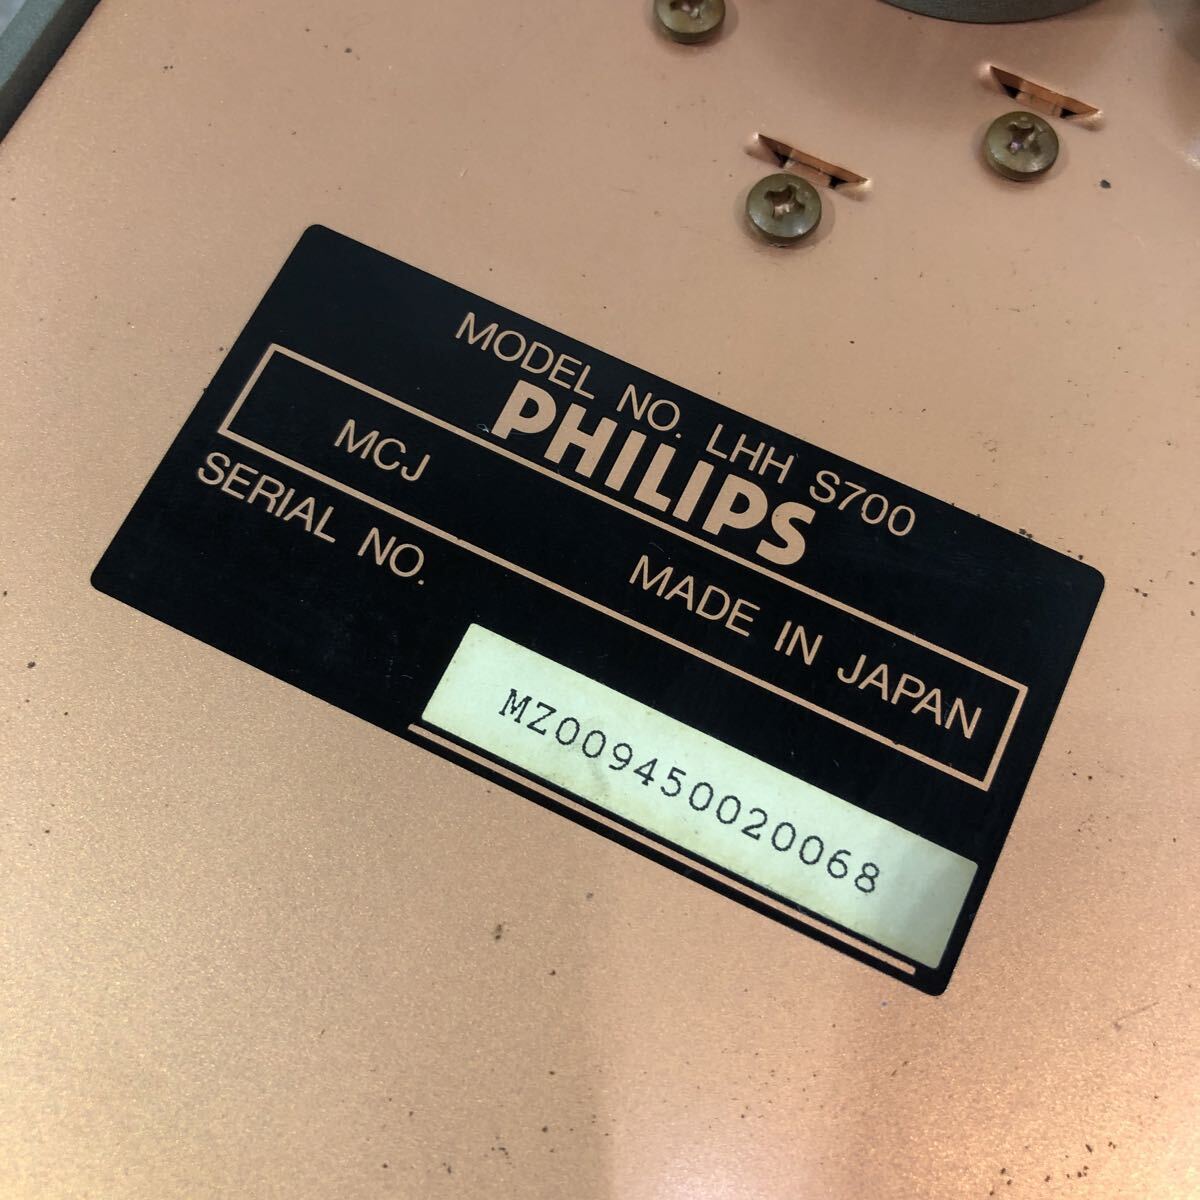 MODEL NO. LHH S700
PHILIPS
MCJ MADE IN JAPAN
SERIAL NO.
MZ009450020068